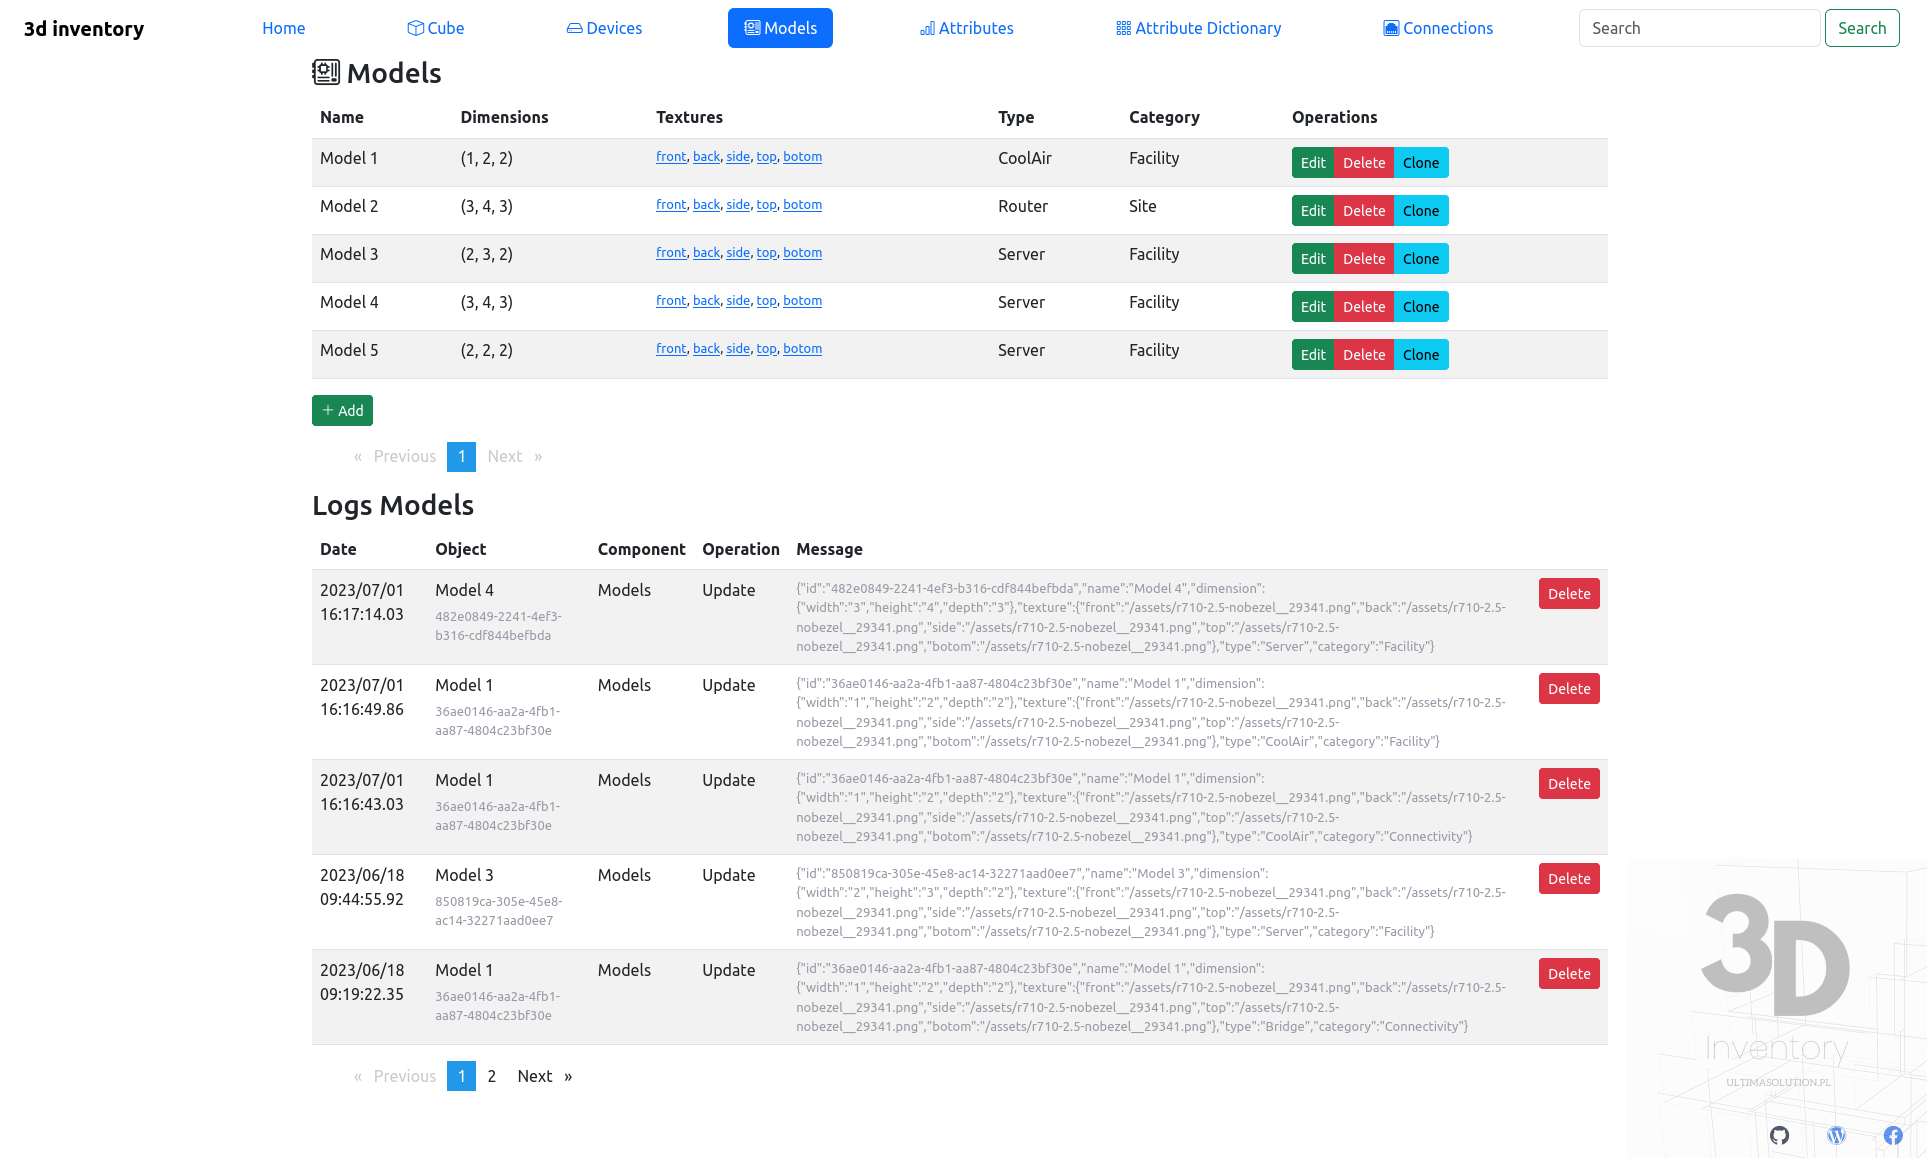 3d inventory Home Cube Devices Models Attributes Attribute Dictionary Connections Search Search
Models
Name Dimensions Textures Type Category Operations
Model 1 (1, 2, 2) front, back, side, top, botom CoolAir Facility Edit Delete Clone
Model 2 (3, 4, 3) front, back, side, top, botom Router Site Edit Delete Clone
Model 3 (2, 3, 2) front, back, side, top, botom Server Facility Edit Delete Clone
Model 4 (3, 4, 3) front, back, side, top, botom Server Facility Edit Delete Clone
Model 5 (2, 2, 2) front, back, side, top, botom Server Facility Edit Delete Clone
+ Add
« Previous 1 Next »
Logs Models
Date Object Component Operation Message
2023/07/01 Model 4 Models Update {"id":"482e0849-2241-4ef3-b316-cdf844befbda","name":"Model 4","dimension": Delete
16:17:14.03 482e0849-2241-4ef3- {"width":"3","height":"4","depth":"3"},"texture":{"front":"/assets/r710-2.5-nobezel__29341.png","back":"/assets/r710-2.5-
b316-cdf844befbda nobezel__29341.png","side":"/assets/r710-2.5-nobezel__29341.png","top":"/assets/r710-2.5-
nobezel__29341.png","botom":"/assets/r710-2.5-nobezel__29341.png"},"type":"Server","category":"Facility"}
2023/07/01 Model 1 Models Update {"id":"36ae0146-aa2a-4fb1-aa87-4804c23bf30e","name":"Model 1","dimension": Delete
16:16:49.86 36ae0146-aa2a-4fb1- {"width":"1","height":"2","depth":"2"},"texture":{"front":"/assets/r710-2.5-nobezel__29341.png","back":"/assets/r710-2.5-
aa87-4804c23bf30e nobezel__29341.png","side":"/assets/r710-2.5-nobezel__29341.png","top":"/assets/r710-2.5-
nobezel__29341.png","botom":"/assets/r710-2.5-nobezel__29341.png"},"type":"CoolAir","category":"Facility"}
2023/07/01 Model 1 Models Update {"id":"36ae0146-aa2a-4fb1-aa87-4804c23bf30e","name":"Model 1","dimension": Delete
16:16:43.03 36ae0146-aa2a-4fb1- {"width":"1","height":"2","depth":"2"},"texture":{"front":"/assets/r710-2.5-nobezel__29341.png","back":"/assets/r710-2.5-
aa87-4804c23bf30e nobezel__29341.png","side":"/assets/r710-2.5-nobezel__29341.png","top":"/assets/r710-2.5-
nobezel__29341.png","botom":"/assets/r710-2.5-nobezel__29341.png"},"type":"CoolAir","category":"Connectivity"}
2023/06/18 Model 3 Models Update {"id":"850819ca-305e-45e8-ac14-32271aad0ee7","name":"Model 3","dimension": Delete
09:44:55.92 850819ca-305e-45e8- {"width":"2","height":"3","depth":"2"},"texture":{"front":"/assets/r710-2.5-nobezel__29341.png","back":"/assets/r710-2.5-
ac14-32271aad0ee7 nobezel__29341.png","side":"/assets/r710-2.5-nobezel__29341.png","top":"/assets/r710-2.5-
nobezel__29341.png","botom":"/assets/r710-2.5-nobezel__29341.png"},"type":"Server","category":"Facility"}
2023/06/18 Model 1 Models Update {"id":"36ae0146-aa2a-4fb1-aa87-4804c23bf30e","name":"Model 1","dimension": Delete
09:19:22.35 36ae0146-aa2a-4fb1- {"width":"1","height":"2","depth":"2"},"texture":{"front":"/assets/r710-2.5-nobezel__29341.png","back":"/assets/r710-2.5-
aa87-4804c23bf30e nobezel__29341.png","side":"/assets/r710-2.5-nobezel__29341.png","top":"/assets/r710-2.5-
nobezel__29341.png","botom":"/assets/r710-2.5-nobezel__29341.png"},"type":"Bridge","category":"Connectivity"}
« Previous 1 2 Next »
3D
Inventory
ULTIMASOLUTION.PL